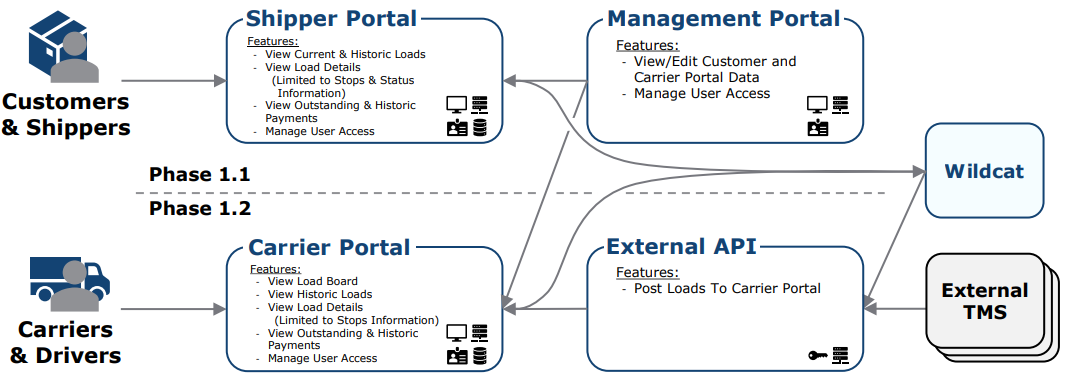 Shipper Portal
Features:
- View Current & Historic Loads
- View Load Details
(Limited to Stops & Status
Information)
- View Outstanding & Historic
Payments
- Manage User Access
Management Portal
Features:
- View/Edit Customer and
Carrier Portal Data
- Manage User Access
Customers
& Shippers
Phase 1.1
Phase 1.2
Wildcat
Carrier Portal
Features:
- View Load Board
- View Historic Loads
- View Load Details
(Limited to Stops Information)
- View Outstanding & Historic
Payments
- Manage User Access
External API
Features:
- Post Loads To Carrier Portal
External
TMS
Carriers
& Drivers